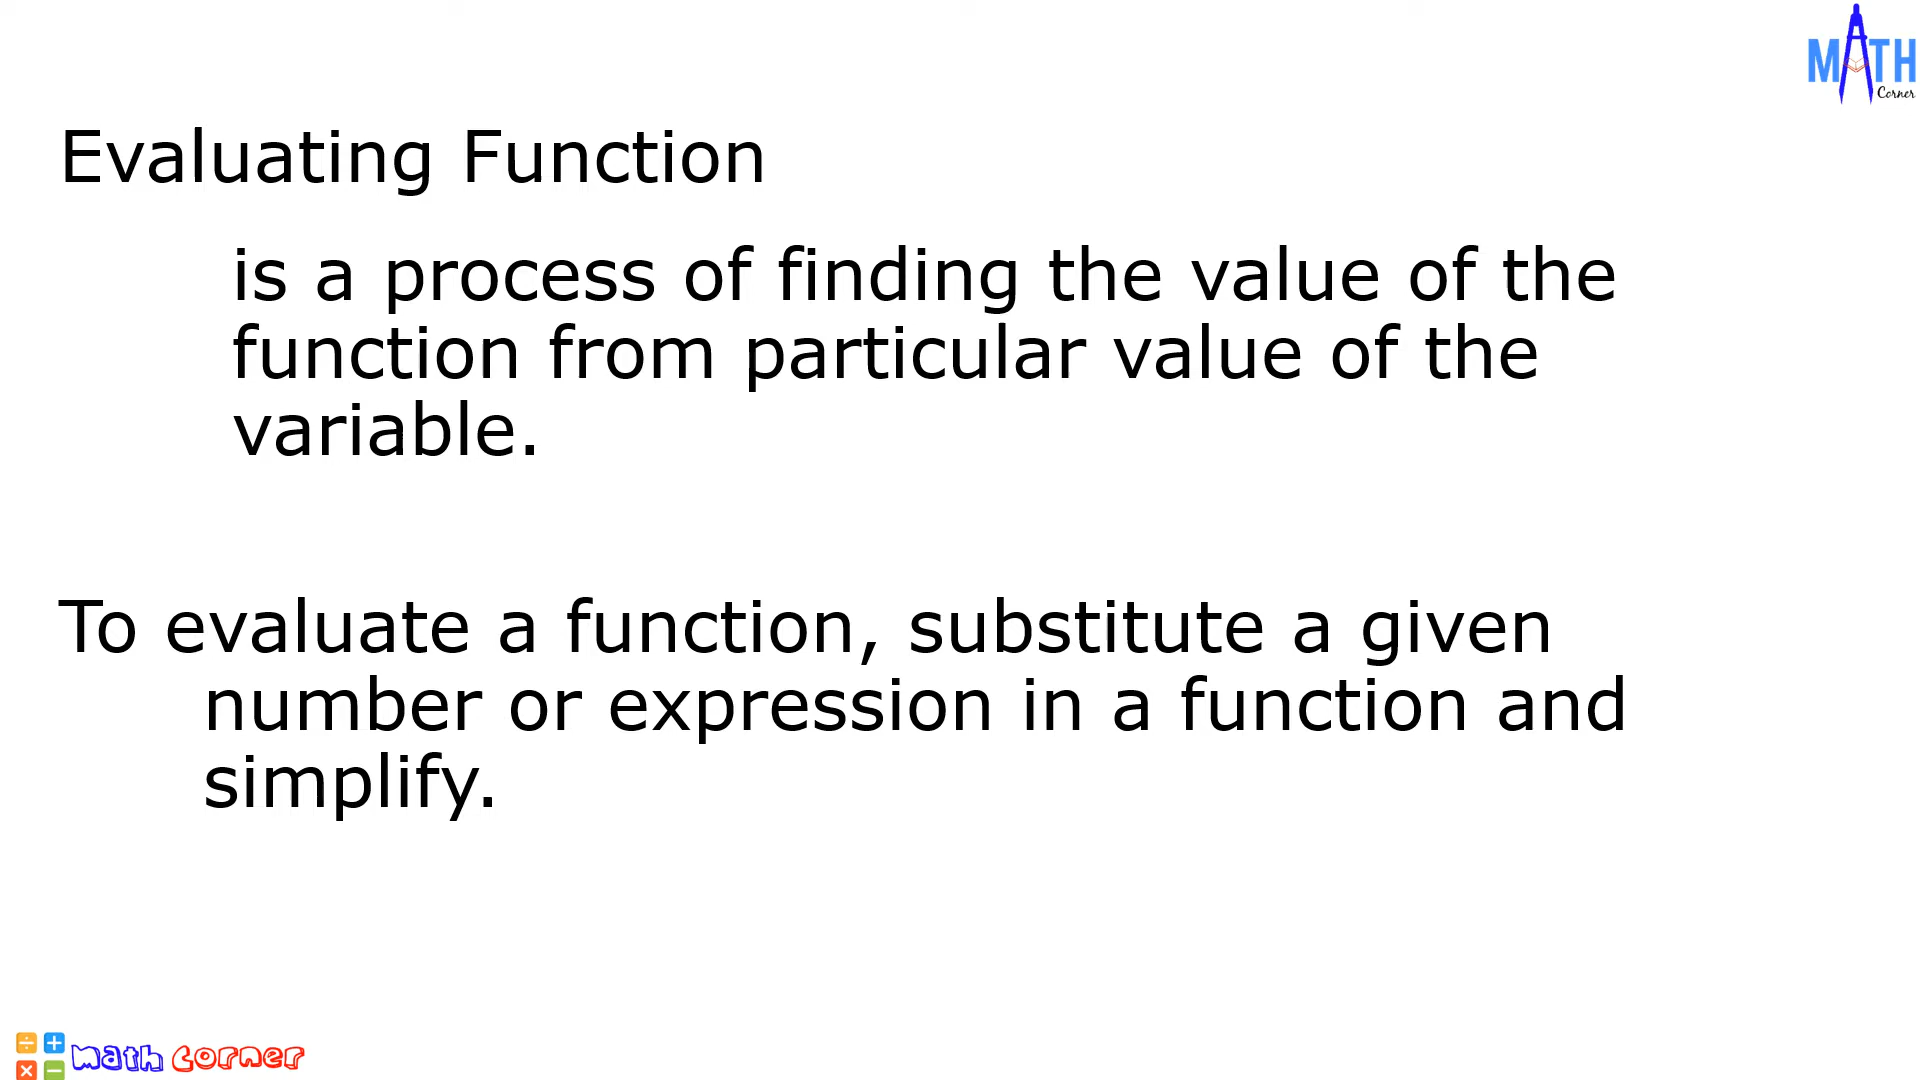 MATH
Corner
Evaluating Function
is a process of finding the value of the
function from particular value of the
variable.
To evaluate a function, substitute a given
number or expression in a function and
simplify.
math corner